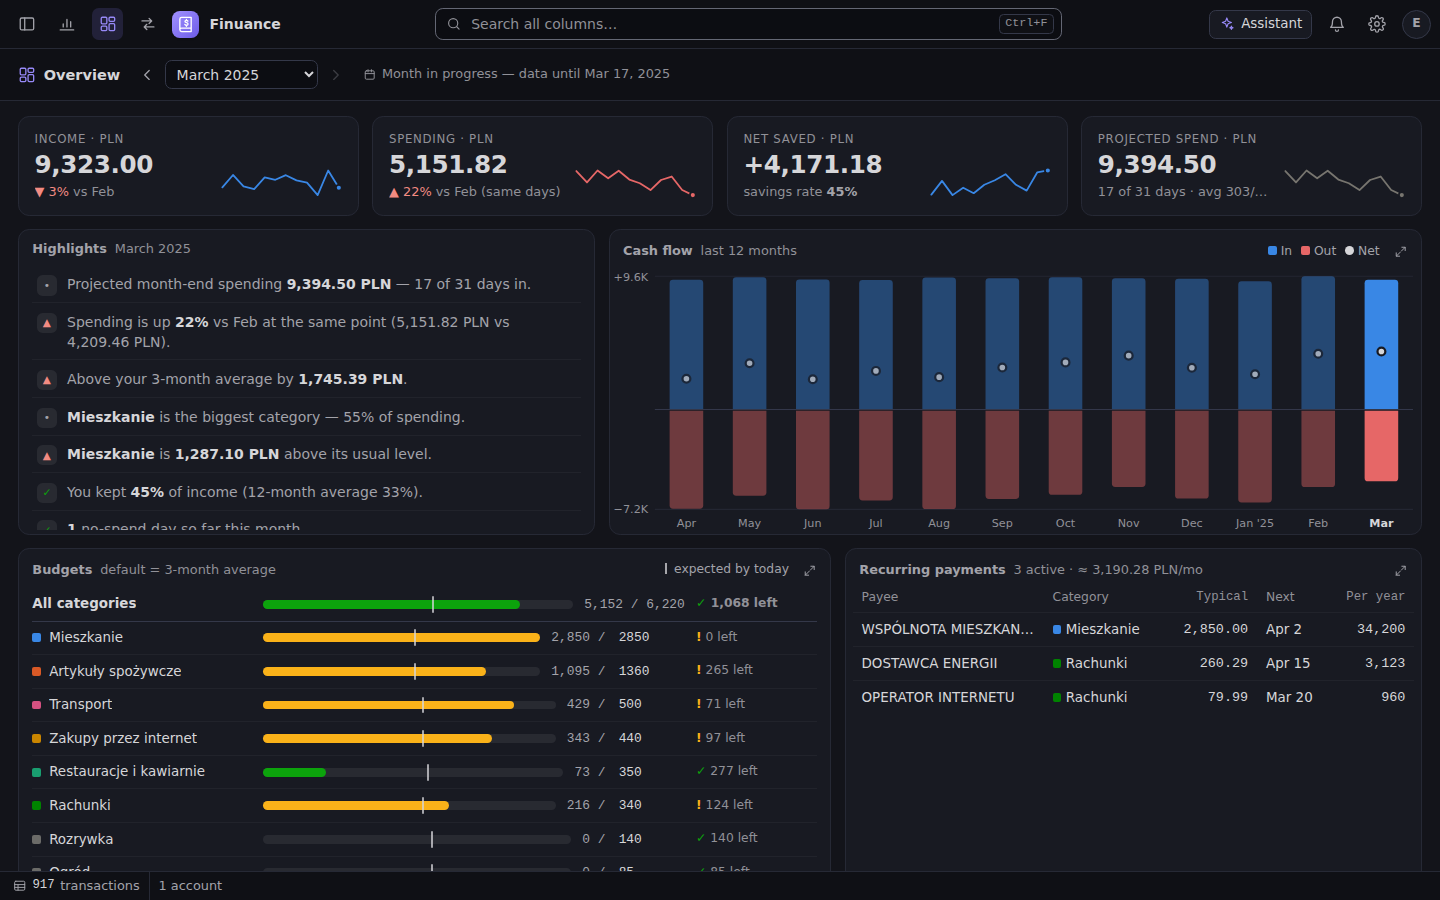 Finuance
Search all columns…
Ctrl+F
Assistant
E
Overview
March 2025
Month in progress — data until Mar 17, 2025
INCOME · PLN
9,323.00
▼ 3% vs Feb
SPENDING · PLN
5,151.82
▲ 22% vs Feb (same days)
NET SAVED · PLN
+4,171.18
savings rate 45%
PROJECTED SPEND · PLN
9,394.50
17 of 31 days · avg 303/…
Highlights March 2025
Projected month-end spending 9,394.50 PLN — 17 of 31 days in.
▲ Spending is up 22% vs Feb at the same point (5,151.82 PLN vs
4,209.46 PLN).
▲ Above your 3-month average by 1,745.39 PLN.
Mieszkanie is the biggest category — 55% of spending.
▲ Mieszkanie is 1,287.10 PLN above its usual level.
✓ You kept 45% of income (12-month average 33%).
✓ 1 no-spend day so far this month
Cash flow last 12 months
In Out Net
+9.6K
−7.2K
Apr May Jun Jul Aug Sep Oct Nov Dec Jan '25 Feb Mar
Budgets default = 3-month average
expected by today
All categories 5,152 / 6,220 ✓ 1,068 left
Mieszkanie 2,850 / 2850 ! 0 left
Artykuły spożywcze 1,095 / 1360 ! 265 left
Transport 429 / 500 ! 71 left
Zakupy przez internet 343 / 440 ! 97 left
Restauracje i kawiarnie 73 / 350 ✓ 277 left
Rachunki 216 / 340 ! 124 left
Rozrywka 0 / 140 ✓ 140 left
Ogród 0 / 85 ✓ 85 left
Recurring payments 3 active · ≈ 3,190.28 PLN/mo
Payee Category Typical Next Per year
WSPÓLNOTA MIESZKAN… Mieszkanie 2,850.00 Apr 2 34,200
DOSTAWCA ENERGII Rachunki 260.29 Apr 15 3,123
OPERATOR INTERNETU Rachunki 79.99 Mar 20 960
917 transactions
1 account